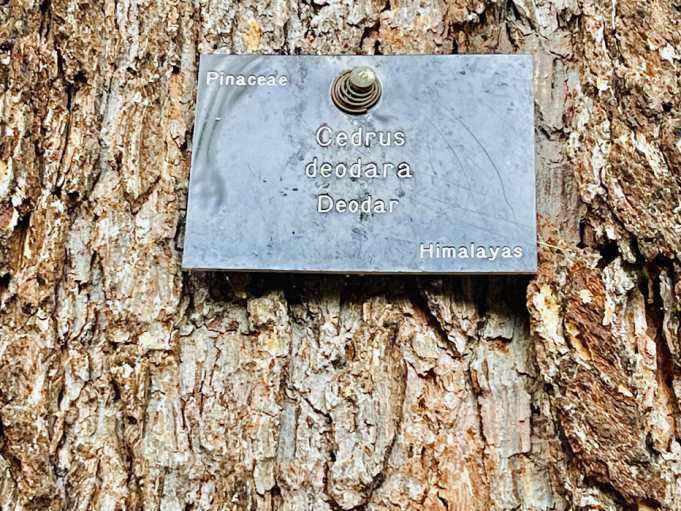 Pinaceae
Cedrus
deodara
Deodar
Himalayas